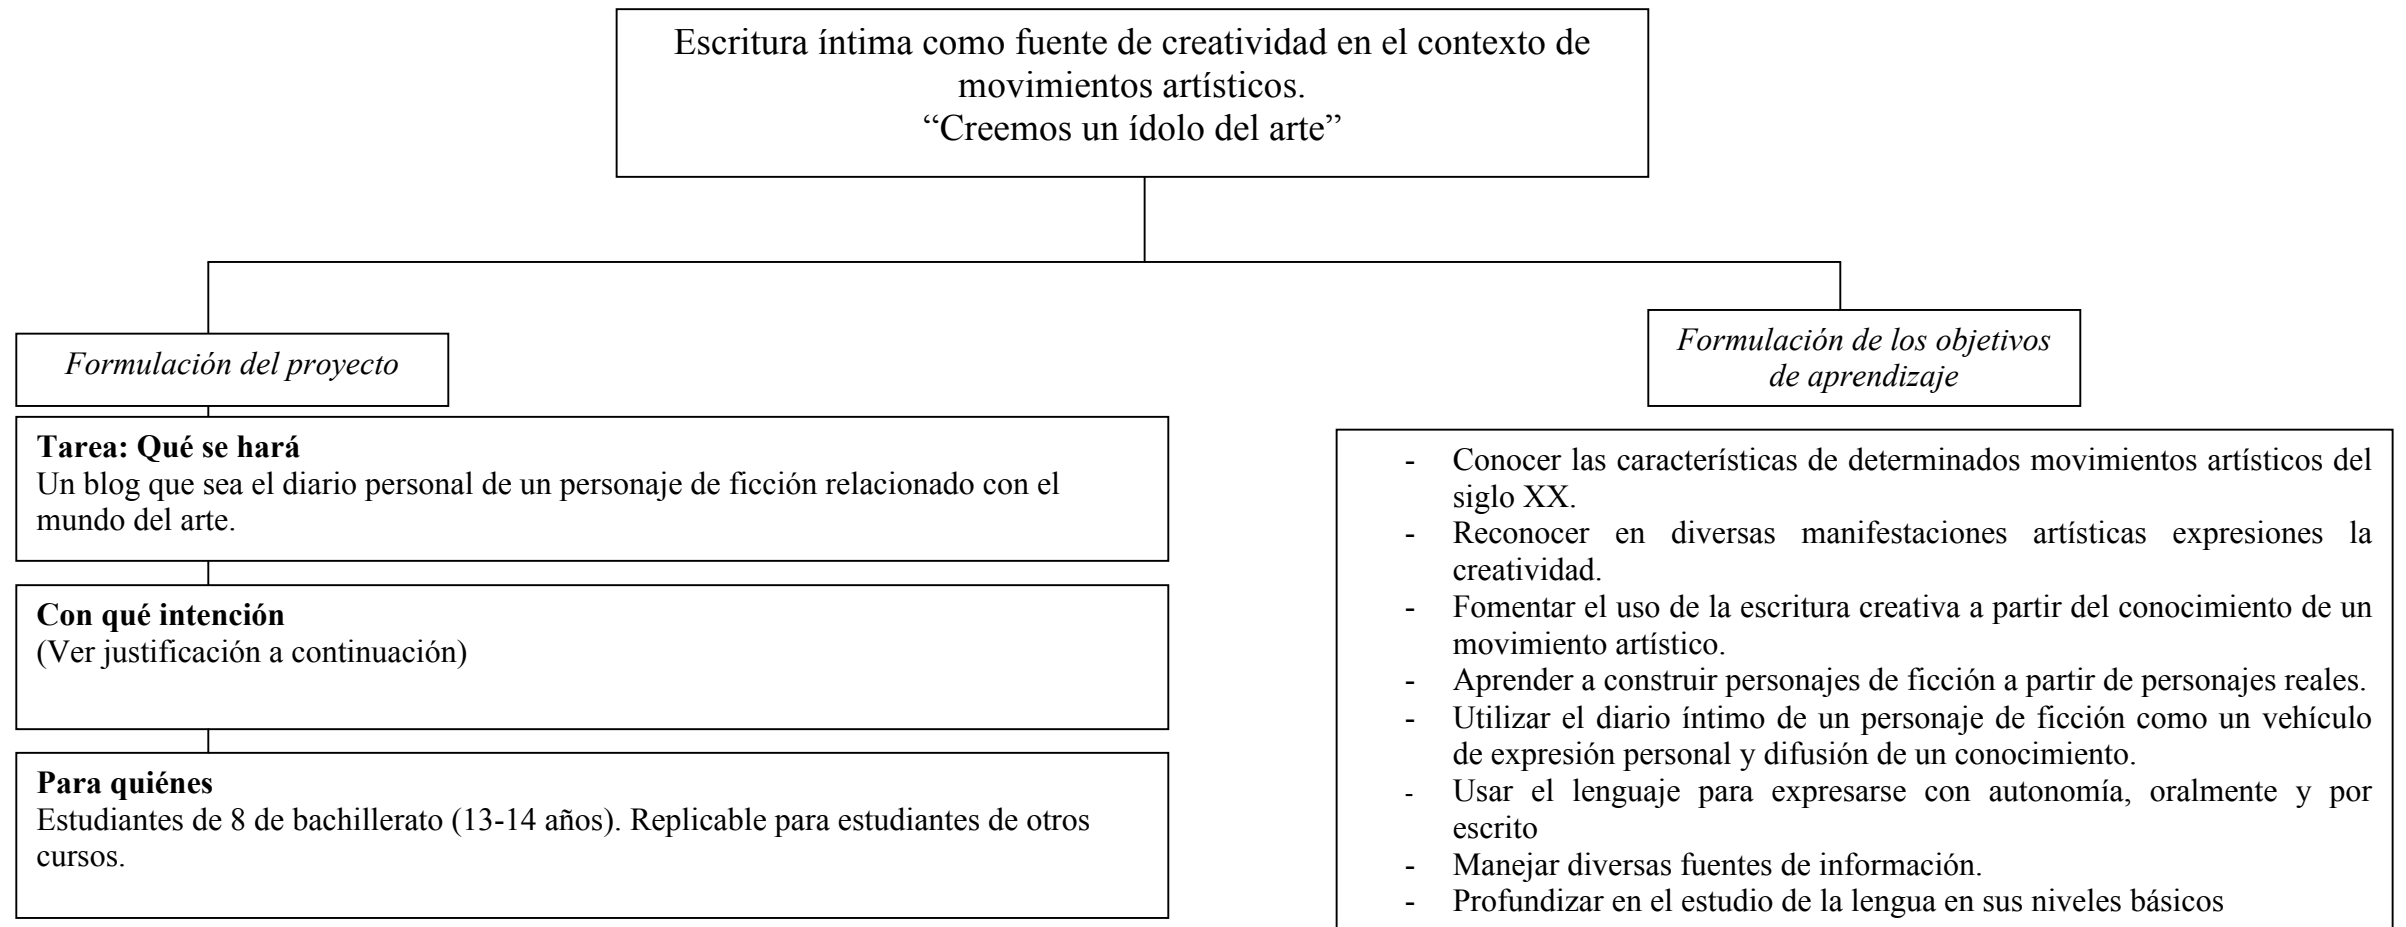 Escritura íntima como fuente de creatividad en el contexto de
movimientos artísticos.
“Creemos un ídolo del arte”
Formulación del proyecto
Tarea: Qué se hará
Un blog que sea el diario personal de un personaje de ficción relacionado con el
mundo del arte.
Con qué intención
(Ver justificación a continuación)
Para quiénes
Estudiantes de 8 de bachillerato (13-14 años). Replicable para estudiantes de otros
cursos.
Formulación de los objetivos
de aprendizaje
- Conocer las características de determinados movimientos artísticos del
siglo XX.
- Reconocer en diversas manifestaciones artísticas expresiones la
creatividad.
- Fomentar el uso de la escritura creativa a partir del conocimiento de un
movimiento artístico.
- Aprender a construir personajes de ficción a partir de personajes reales.
- Utilizar el diario íntimo de un personaje de ficción como un vehículo
de expresión personal y difusión de un conocimiento.
- Usar el lenguaje para expresarse con autonomía, oralmente y por
escrito
- Manejar diversas fuentes de información.
- Profundizar en el estudio de la lengua en sus niveles básicos